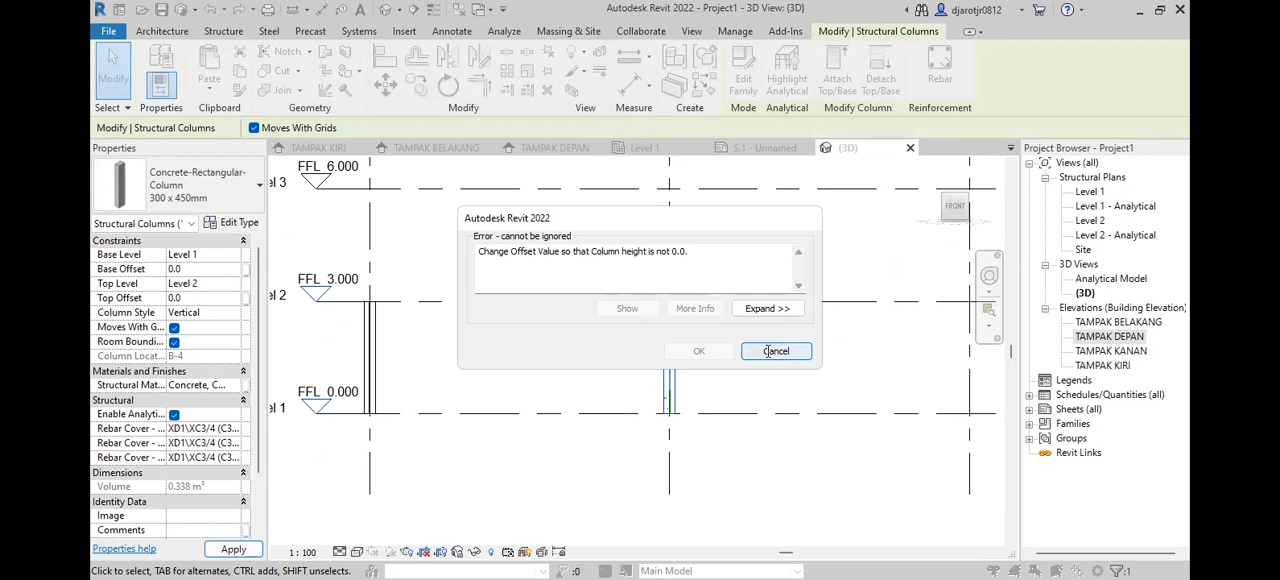 Autodesk Revit 2022 - Project1 - 3D View: {3D}
djarotjr0812
File Architecture Structure Steel Precast Systems Insert Annotate Analyze Massing & Site Collaborate View Manage Add-Ins Modify | Structural Columns
Modify Paste Notch Cut Join Edit Family Highlight Analytical Attach Top/Base Detach Top/Base Rebar
Select Properties Clipboard Geometry Modify View Measure Create Mode Analytical Modify Column Reinforcement
Modify | Structural Columns Moves With Grids
Properties
TAMPAK KIRI TAMPAK BELAKANG TAMPAK DEPAN Level 1 S.1 - Unnamed {3D}
Project Browser - Project1
Concrete-Rectangular-
Column
300 x 450mm
Structural Columns (
Edit Type
Constraints
Base Level Level 1
Base Offset 0.0
Top Level Level 2
Top Offset 0.0
Column Style Vertical
Moves With G...
Room Boundi...
Column Locat... B-4
Materials and Finishes
Structural Mat... Concrete, C...
Structural
Enable Analyti...
Rebar Cover - ... XD1\XC3/4 (C3...
Rebar Cover - ... XD1\XC3/4 (C3...
Rebar Cover - ... XD1\XC3/4 (C3...
Dimensions
Volume 0.338 m³
Identity Data
Image
Comments
Properties help Apply
FFL 6.000
el 3
FFL 3.000
el 2
FFL 0.000
el 1
FRONT
Autodesk Revit 2022
Error - cannot be ignored
Change Offset Value so that Column height is not 0.0.
Show More Info Expand >>
OK Cancel
Views (all)
Structural Plans
Level 1
Level 1 - Analytical
Level 2
Level 2 - Analytical
Site
3D Views
Analytical Model
{3D}
Elevations (Building Elevation)
TAMPAK BELAKANG
TAMPAK DEPAN
TAMPAK KANAN
TAMPAK KIRI
Legends
Schedules/Quantities (all)
Sheets (all)
Families
Groups
Revit Links
1 : 100
Click to select, TAB for alternates, CTRL adds, SHIFT unselects.
:0
Main Model
:1